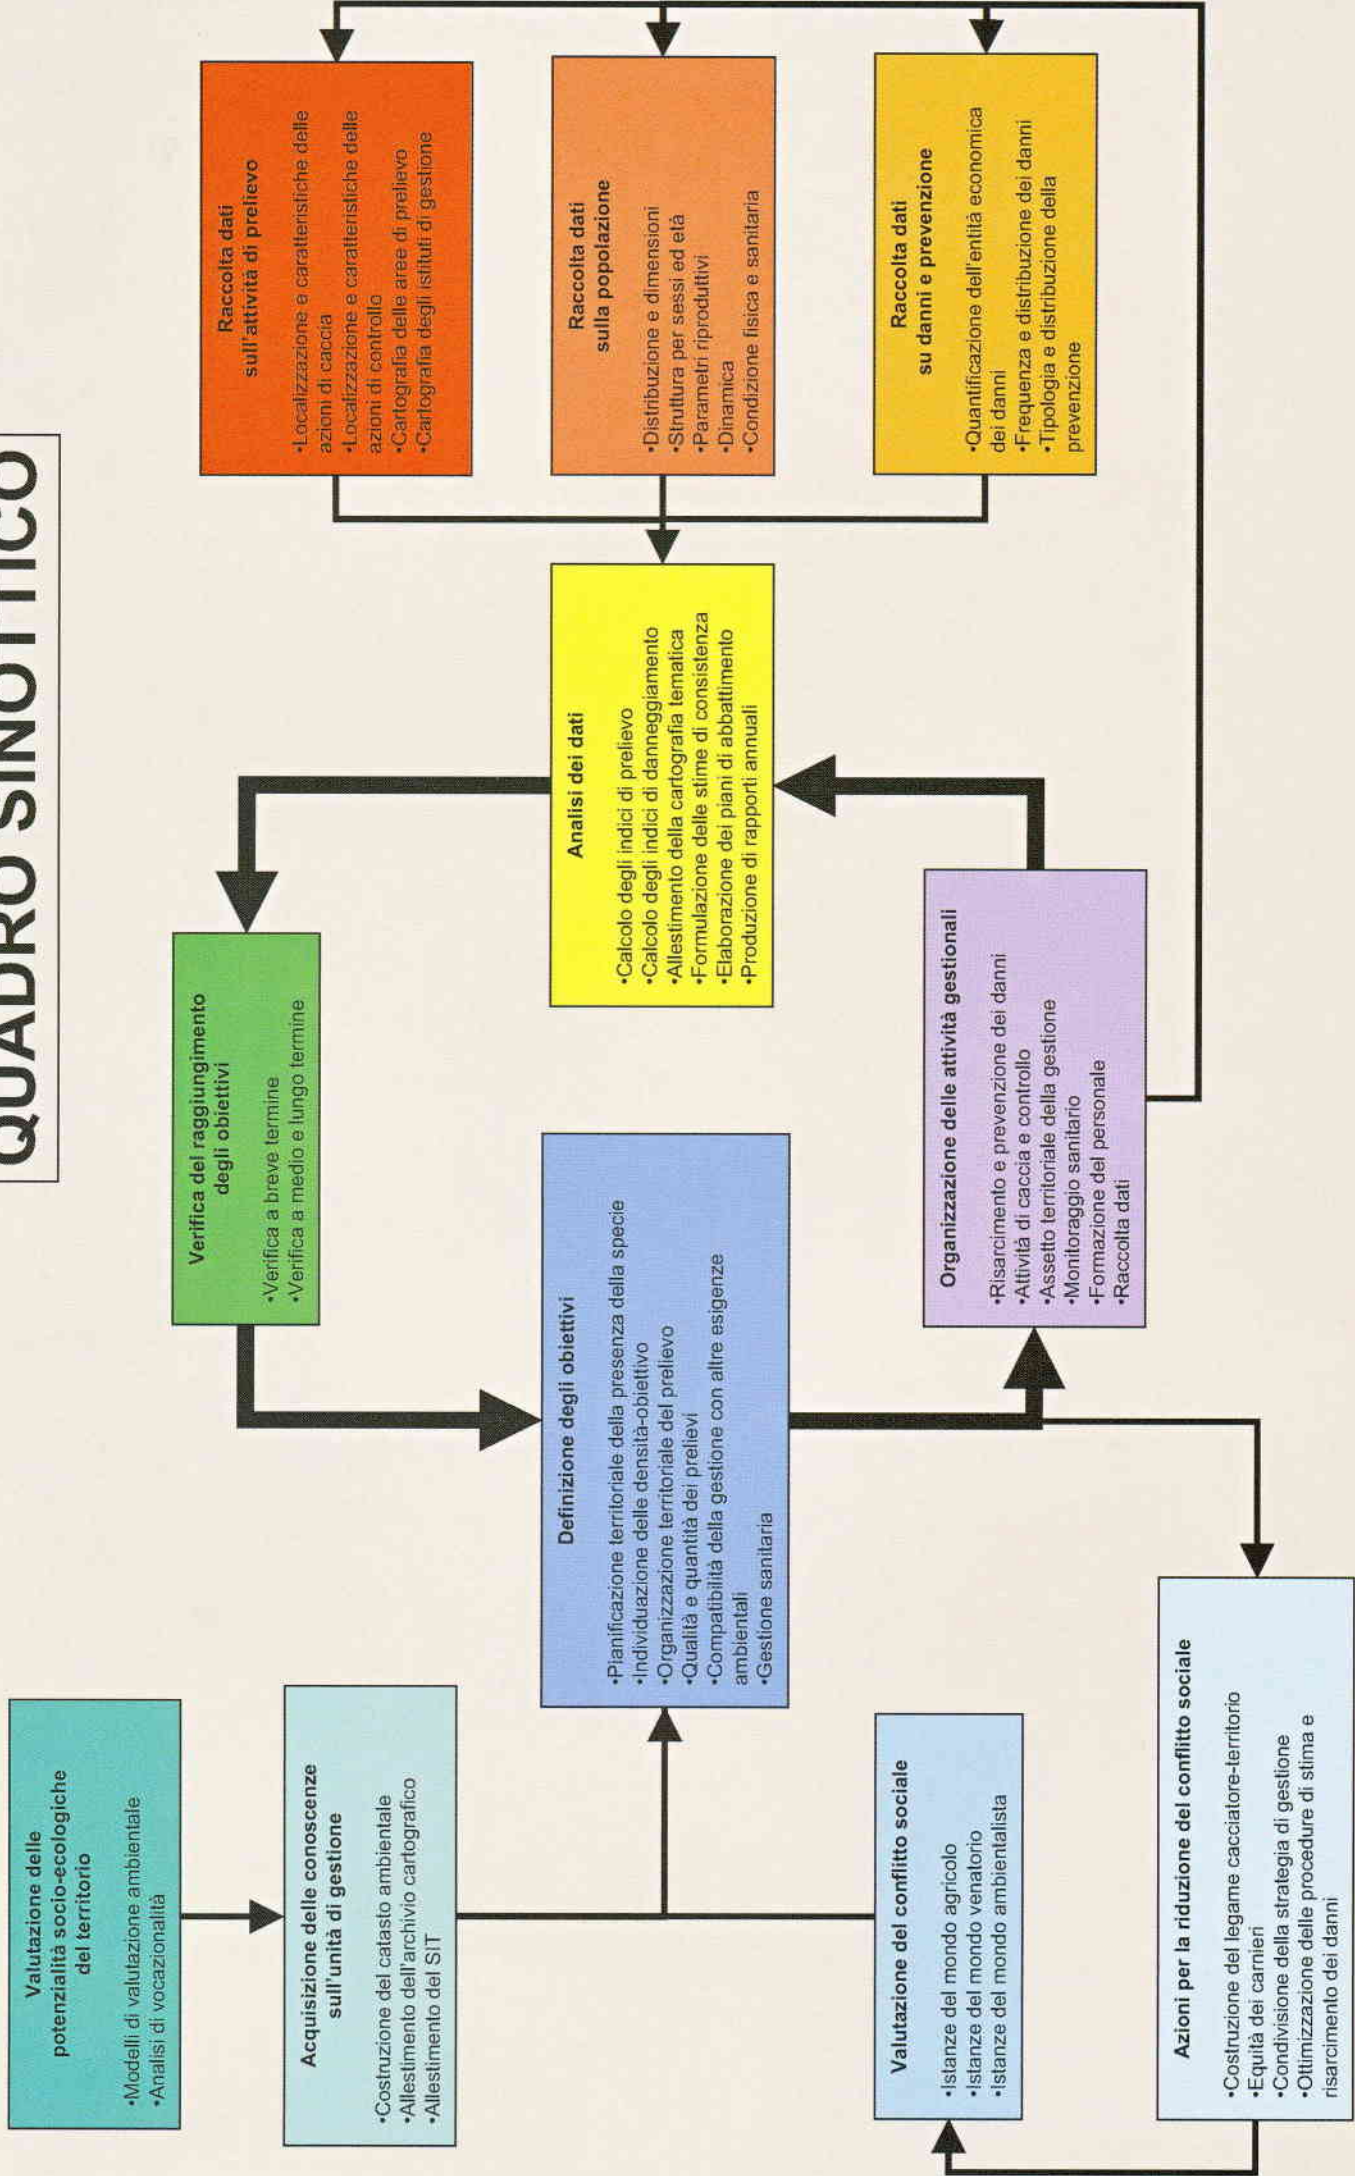 QUADRO SINOTTICO
Valutazione delle
potenzialità socio-ecologiche
del territorio
•Modelli di valutazione ambientale
•Analisi di vocazionalità
Acquisizione delle conoscenze
sull'unità di gestione
•Costruzione del catasto ambientale
•Allestimento dell'archivio cartografico
•Allestimento del SIT
Valutazione del conflitto sociale
•Istanze del mondo agricolo
•Istanze del mondo venatorio
•Istanze del mondo ambientalista
Azioni per la riduzione del conflitto sociale
•Costruzione del legame cacciatore-territorio
•Equità dei carnieri
•Condivisione della strategia di gestione
•Ottimizzazione delle procedure di stima e
risarcimento dei danni
Verifica del raggiungimento
degli obiettivi
•Verifica a breve termine
•Verifica a medio e lungo termine
Definizione degli obiettivi
•Pianificazione territoriale della presenza della specie
•Individuazione delle densità-obiettivo
•Organizzazione territoriale del prelievo
•Qualità e quantità dei prelievi
•Compatibilità della gestione con altre esigenze
ambientali
•Gestione sanitaria
Organizzazione delle attività gestionali
•Risarcimento e prevenzione dei danni
•Attività di caccia e controllo
•Assetto territoriale della gestione
•Monitoraggio sanitario
•Formazione del personale
•Raccolta dati
Analisi dei dati
•Calcolo degli indici di prelievo
•Calcolo degli indici di danneggiamento
•Allestimento della cartografia tematica
•Formulazione delle stime di consistenza
•Elaborazione dei piani di abbattimento
•Produzione di rapporti annuali
Raccolta dati
sull'attività di prelievo
•Localizzazione e caratteristiche delle
azioni di caccia
•Localizzazione e caratteristiche delle
azioni di controllo
•Cartografia delle aree di prelievo
•Cartografia degli istituti di gestione
Raccolta dati
sulla popolazione
•Distribuzione e dimensioni
•Struttura per sessi ed età
•Parametri riproduttivi
•Dinamica
•Condizione fisica e sanitaria
Raccolta dati
su danni e prevenzione
•Quantificazione dell'entità economica
dei danni
•Frequenza e distribuzione dei danni
•Tipologia e distribuzione della
prevenzione